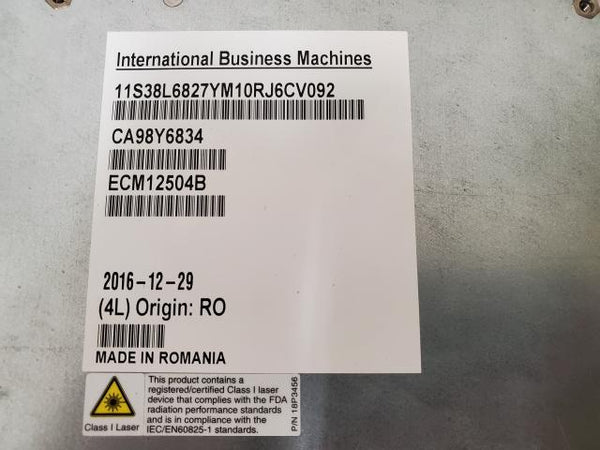 International Business Machines
11S38L6827YM10RJ6CV092
CA98Y6834
ECM12504B
2016-12-29
(4L) Origin: RO
MADE IN ROMANIA
Class I Laser
This product contains a
registered/certified Class I laser
device that complies with the FDA
radiation performance standards
and is in compliance with the
IEC/EN60825-1 standards.
P/N 18P3456